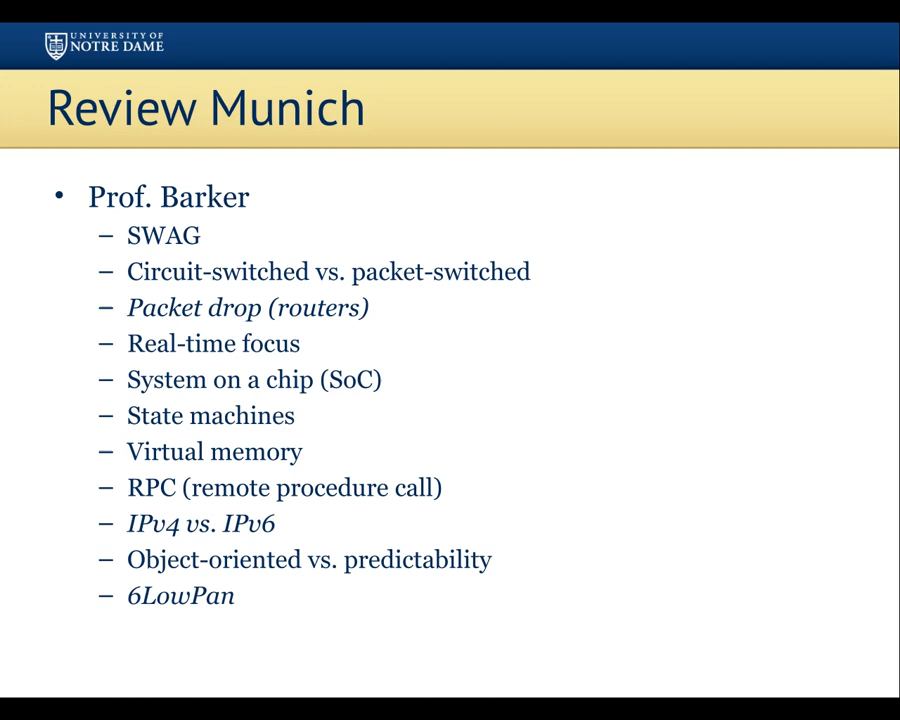 UNIVERSITY OF
NOTRE DAME
Review Munich
• Prof. Barker
– SWAG
– Circuit-switched vs. packet-switched
– Packet drop (routers)
– Real-time focus
– System on a chip (SoC)
– State machines
– Virtual memory
– RPC (remote procedure call)
– IPv4 vs. IPv6
– Object-oriented vs. predictability
– 6LowPan